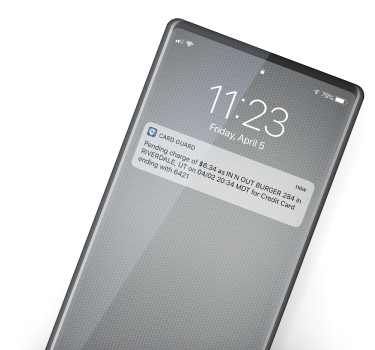 79%
11:23
Friday, April 5
CARD GUARD
now
Pending charge of $6.34 as IN N OUT BURGER 284 in
RIVERDALE, UT on 04/02 20:34 MDT for Credit Card
ending with 6421